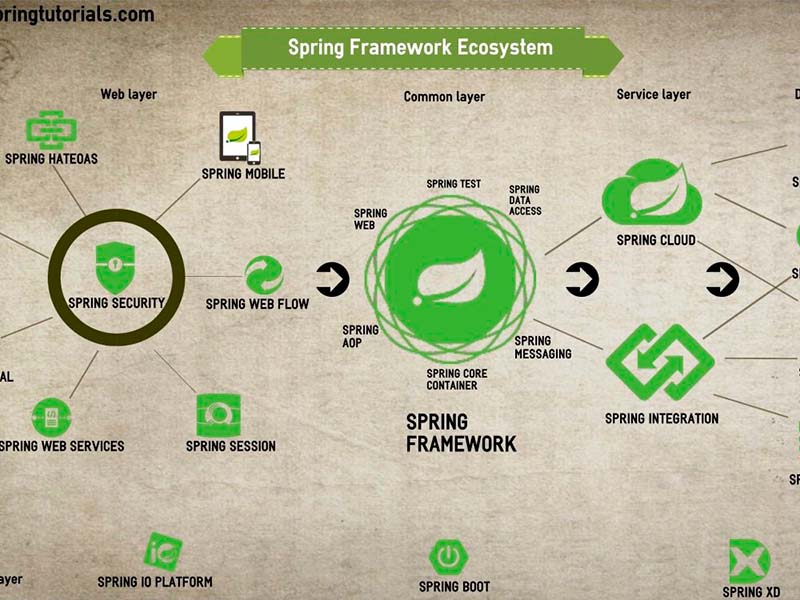 ringtutorials.com
Spring Framework Ecosystem
Web layer
Common layer
Service layer
D
SPRING HATEOAS
SPRING MOBILE
SPRING TEST
SPRING
DATA
ACCESS
SPRING
WEB
SPRING CLOUD
SPRING SECURITY
SPRING WEB FLOW
SPRING
AOP
SPRING
MESSAGING
SPRING CORE
CONTAINER
AL
SPRING
FRAMEWORK
SPRING INTEGRATION
SPRING WEB SERVICES
SPRING SESSION
SPR
ayer
SPRING IO PLATFORM
SPRING BOOT
SPRING XD